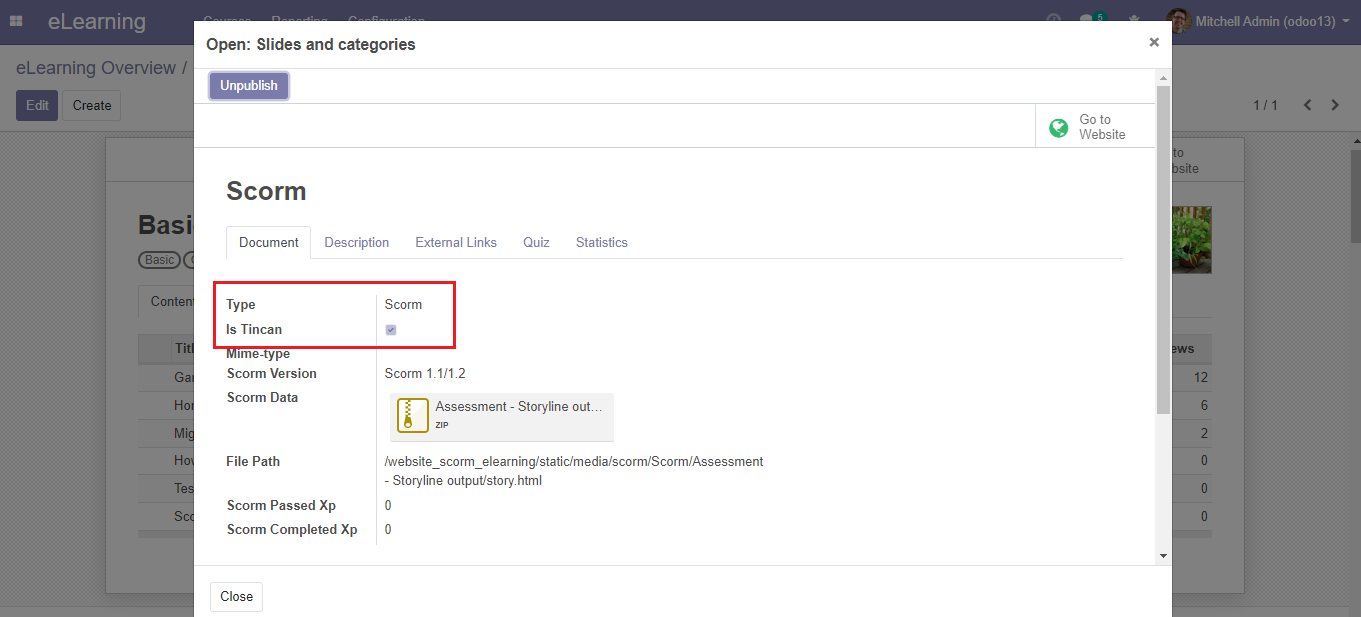 eLearning
Courses Reporting Configuration
5
Mitchell Admin (odoo13)
eLearning Overview /
Edit
Create
1 / 1
Open: Slides and categories
×
Unpublish
Go to
Website
to
bsite
Scorm
Basi
Basic
Document
Description
External Links
Quiz
Statistics
Conten
Type
Scorm
Is Tincan
Mime-type
Scorm Version
Scorm 1.1/1.2
Scorm Data
Assessment - Storyline out...
ZIP
File Path
/website_scorm_elearning/static/media/scorm/Scorm/Assessment
- Storyline output/story.html
Scorm Passed Xp
0
Scorm Completed Xp
0
Titl
ews
Gar
12
Hon
6
Mig
2
How
0
Tes
0
Sco
0
Close